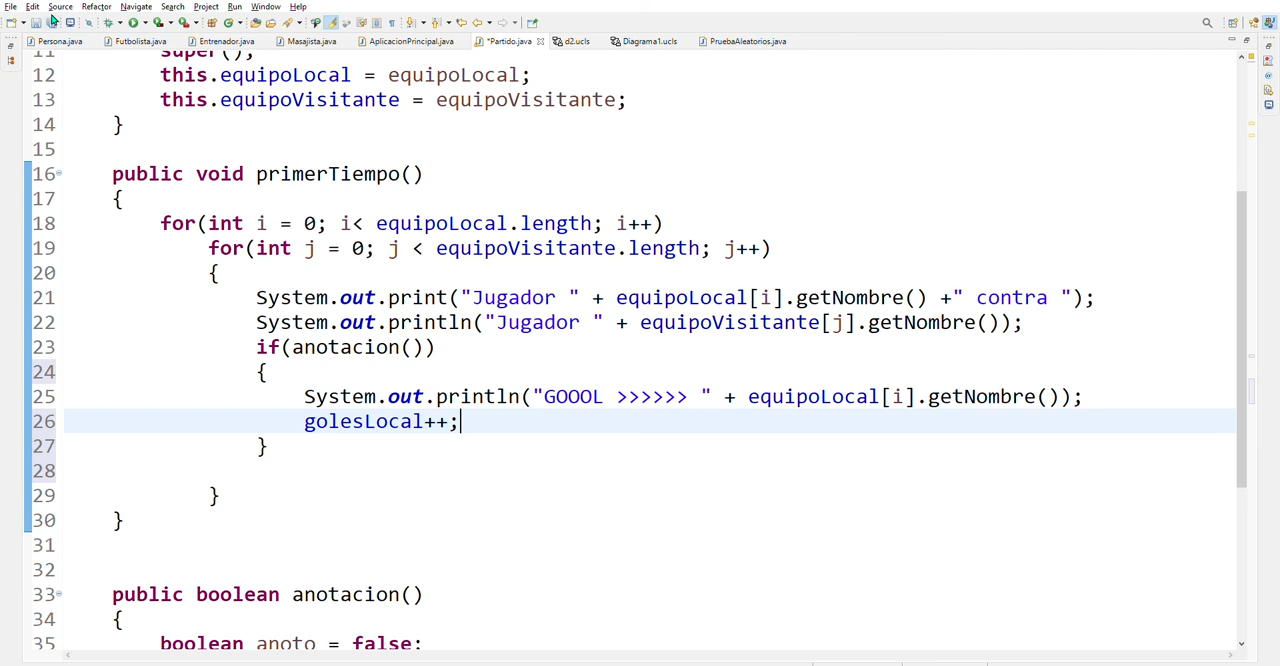 File Edit Source Refactor Navigate Search Project Run Window Help
Persona.java Futbolista.java Entrenador.java Masajista.java AplicacionPrincipal.java *Partido.java d2.ucls Diagrama1.ucls PruebaAleatorios.java
11 super();
12 this.equipoLocal = equipoLocal;
13 this.equipoVisitante = equipoVisitante;
14 }
15
16 public void primerTiempo()
17 {
18 for(int i = 0; i< equipoLocal.length; i++)
19 for(int j = 0; j < equipoVisitante.length; j++)
20 {
21 System.out.print("Jugador " + equipoLocal[i].getNombre() +" contra ");
22 System.out.println("Jugador " + equipoVisitante[j].getNombre());
23 if(anotacion())
24 {
25 System.out.println("GOOOL >>>>>> " + equipoLocal[i].getNombre());
26 golesLocal++;
27 }
28
29 }
30 }
31
32
33 public boolean anotacion()
34 {
35 boolean anoto = false;